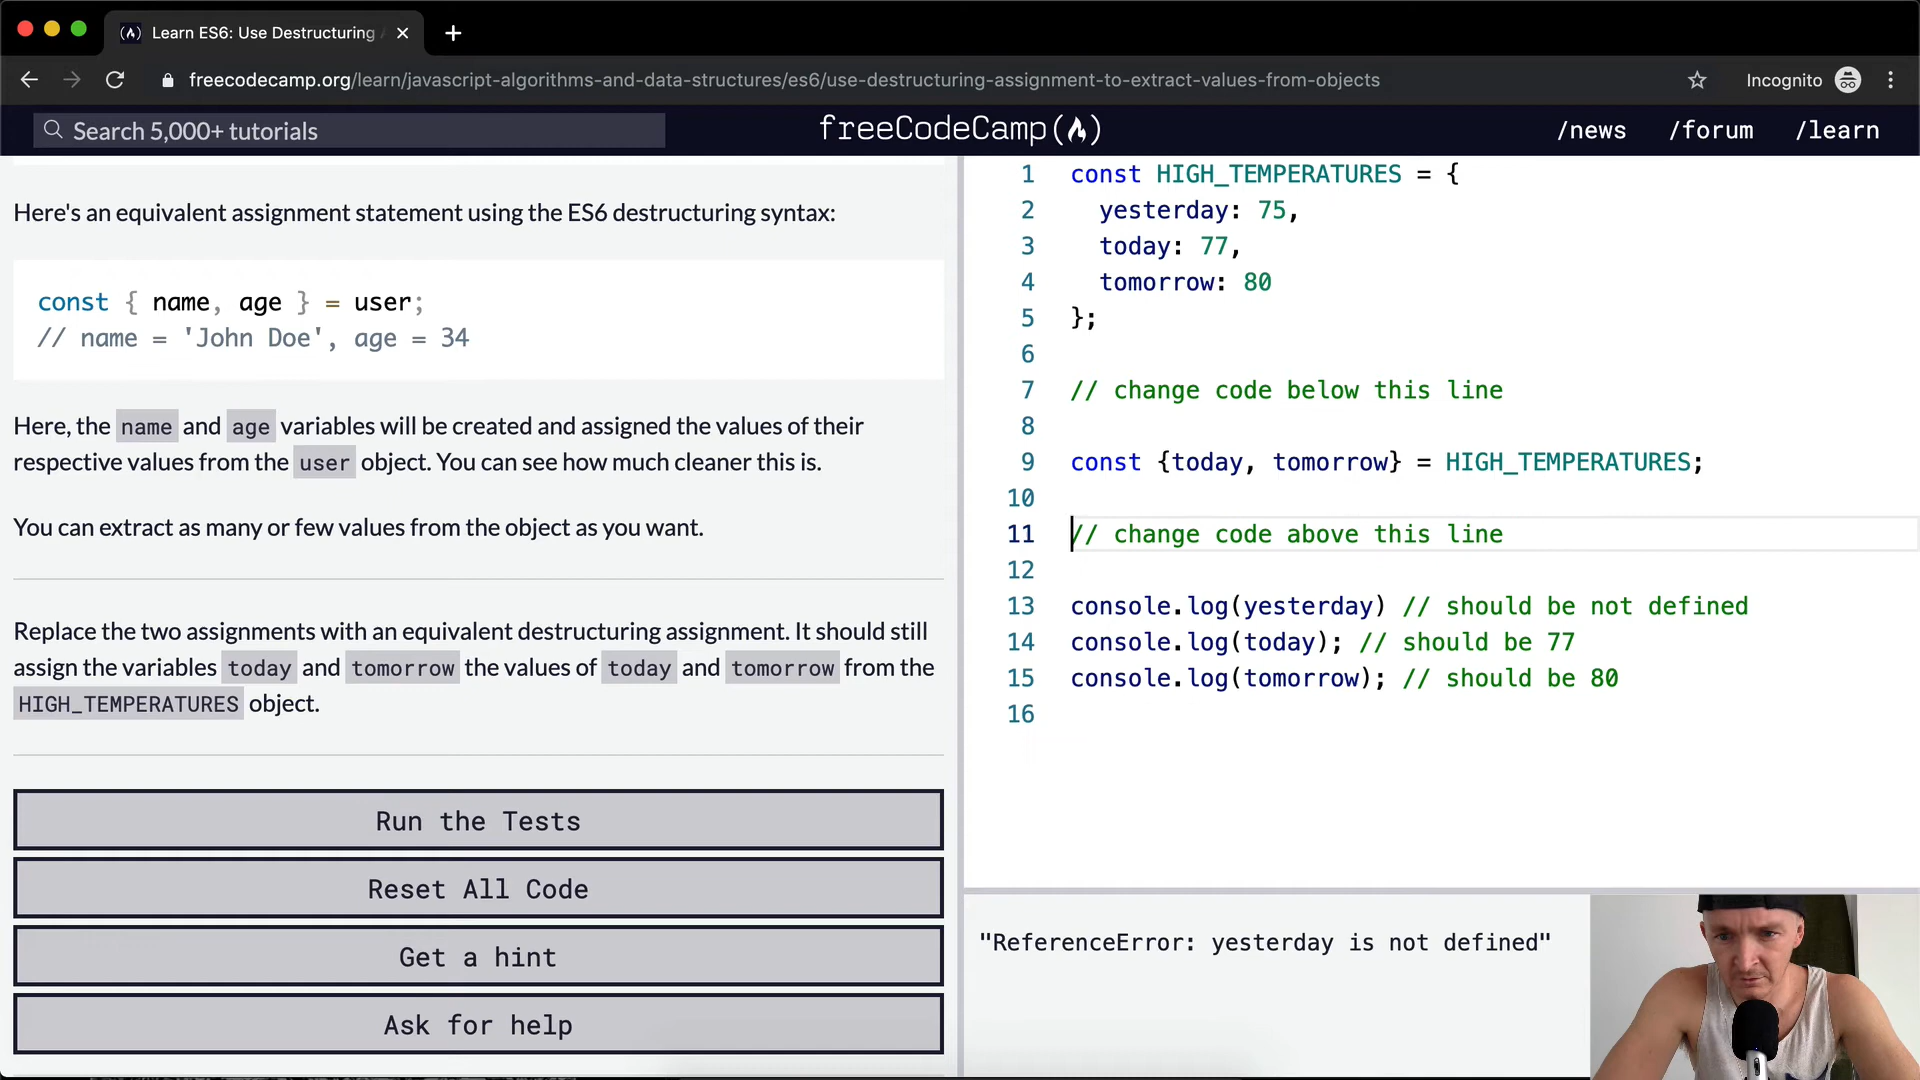 Learn ES6: Use Destructuring
freecodecamp.org/learn/javascript-algorithms-and-data-structures/es6/use-destructuring-assignment-to-extract-values-from-objects
Incognito
Search 5,000+ tutorials
freeCodeCamp
/news /forum /learn
Here's an equivalent assignment statement using the ES6 destructuring syntax:
const { name, age } = user;
// name = 'John Doe', age = 34
Here, the name and age variables will be created and assigned the values of their
respective values from the user object. You can see how much cleaner this is.
You can extract as many or few values from the object as you want.
Replace the two assignments with an equivalent destructuring assignment. It should still
assign the variables today and tomorrow the values of today and tomorrow from the
HIGH_TEMPERATURES object.
Run the Tests
Reset All Code
Get a hint
Ask for help
1 const HIGH_TEMPERATURES = {
2 yesterday: 75,
3 today: 77,
4 tomorrow: 80
5 };
6
7 // change code below this line
8
9 const {today, tomorrow} = HIGH_TEMPERATURES;
10
11 // change code above this line
12
13 console.log(yesterday) // should be not defined
14 console.log(today); // should be 77
15 console.log(tomorrow); // should be 80
16
"ReferenceError: yesterday is not defined"